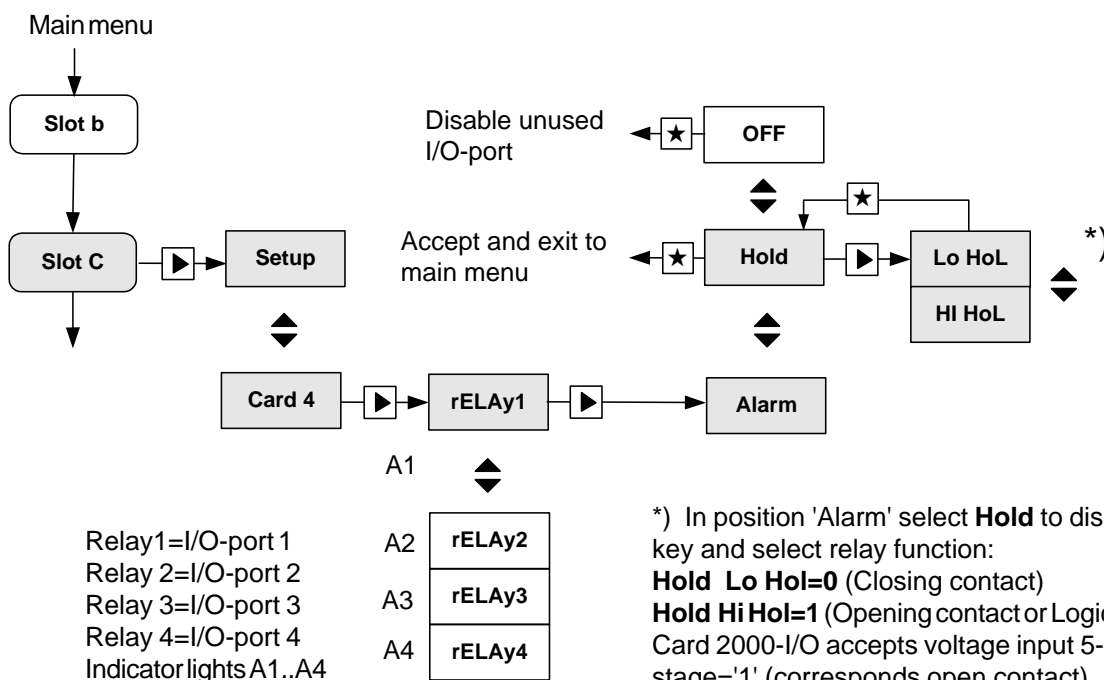 Main menu
Slot b
Slot C
Setup
Card 4
rELAy1
A1
A2 rELAy2
A3 rELAy3
A4 rELAy4
Relay1=I/O-port 1
Relay 2=I/O-port 2
Relay 3=I/O-port 3
Relay 4=I/O-port 4
Indicator lights A1..A4
Disable unused
I/O-port
OFF
Accept and exit to
main menu
Hold
Lo HoL
HI HoL
*)
Alarm
*) In position 'Alarm' select Hold to
key and select relay function:
Hold Lo Hol=0 (Closing contact)
Hold Hi Hol=1 (Opening contact or
Card 2000-I/O accepts voltage input 5-
stage='1' (corresponds open contact)